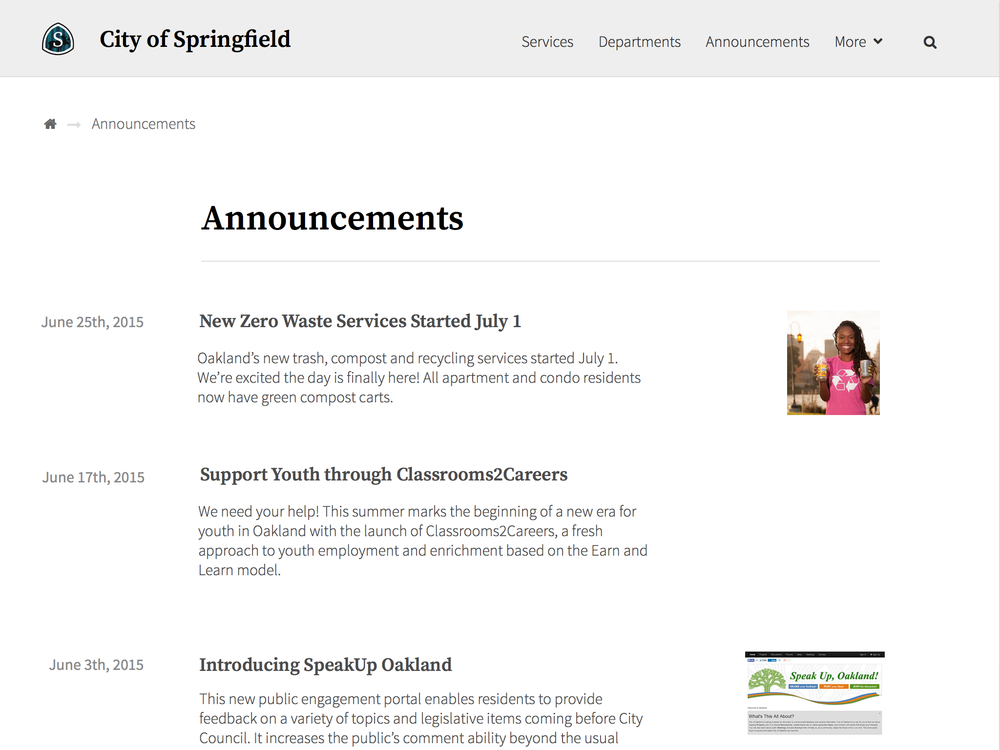 S
City of Springfield
Services
Departments
Announcements
More
Announcements
Announcements
June 25th, 2015
New Zero Waste Services Started July 1
Oakland’s new trash, compost and recycling services started July 1.
We’re excited the day is finally here! All apartment and condo residents
now have green compost carts.
June 17th, 2015
Support Youth through Classrooms2Careers
We need your help! This summer marks the beginning of a new era for
youth in Oakland with the launch of Classrooms2Careers, a fresh
approach to youth employment and enrichment based on the Earn and
Learn model.
June 3th, 2015
Introducing SpeakUp Oakland
This new public engagement portal enables residents to provide
feedback on a variety of topics and legislative items coming before City
Council. It increases the public’s comment ability beyond the usual
Speak Up, Oakland!
What's This All About?